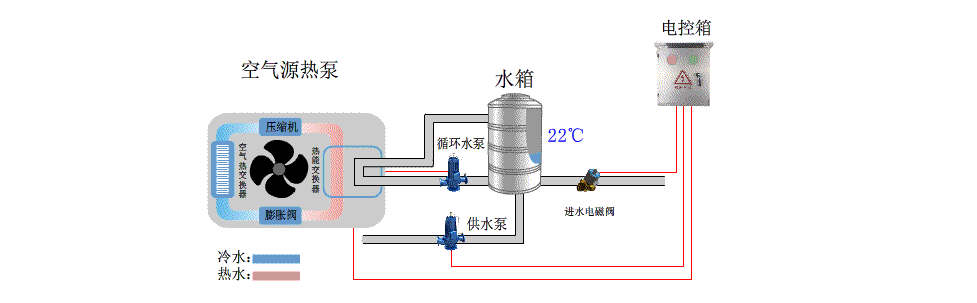 电控箱
空气源热泵
水箱
压缩机
循环水泵
22℃
空气热交换器
热能交换器
膨胀阀
供水泵
进水电磁阀
冷水:
热水: